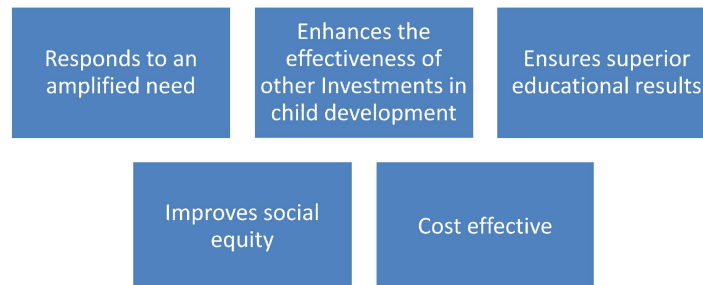 Responds to an
amplified need
Enhances the
effectiveness of
other Investments in
child development
Ensures superior
educational results
Improves social
equity
Cost effective